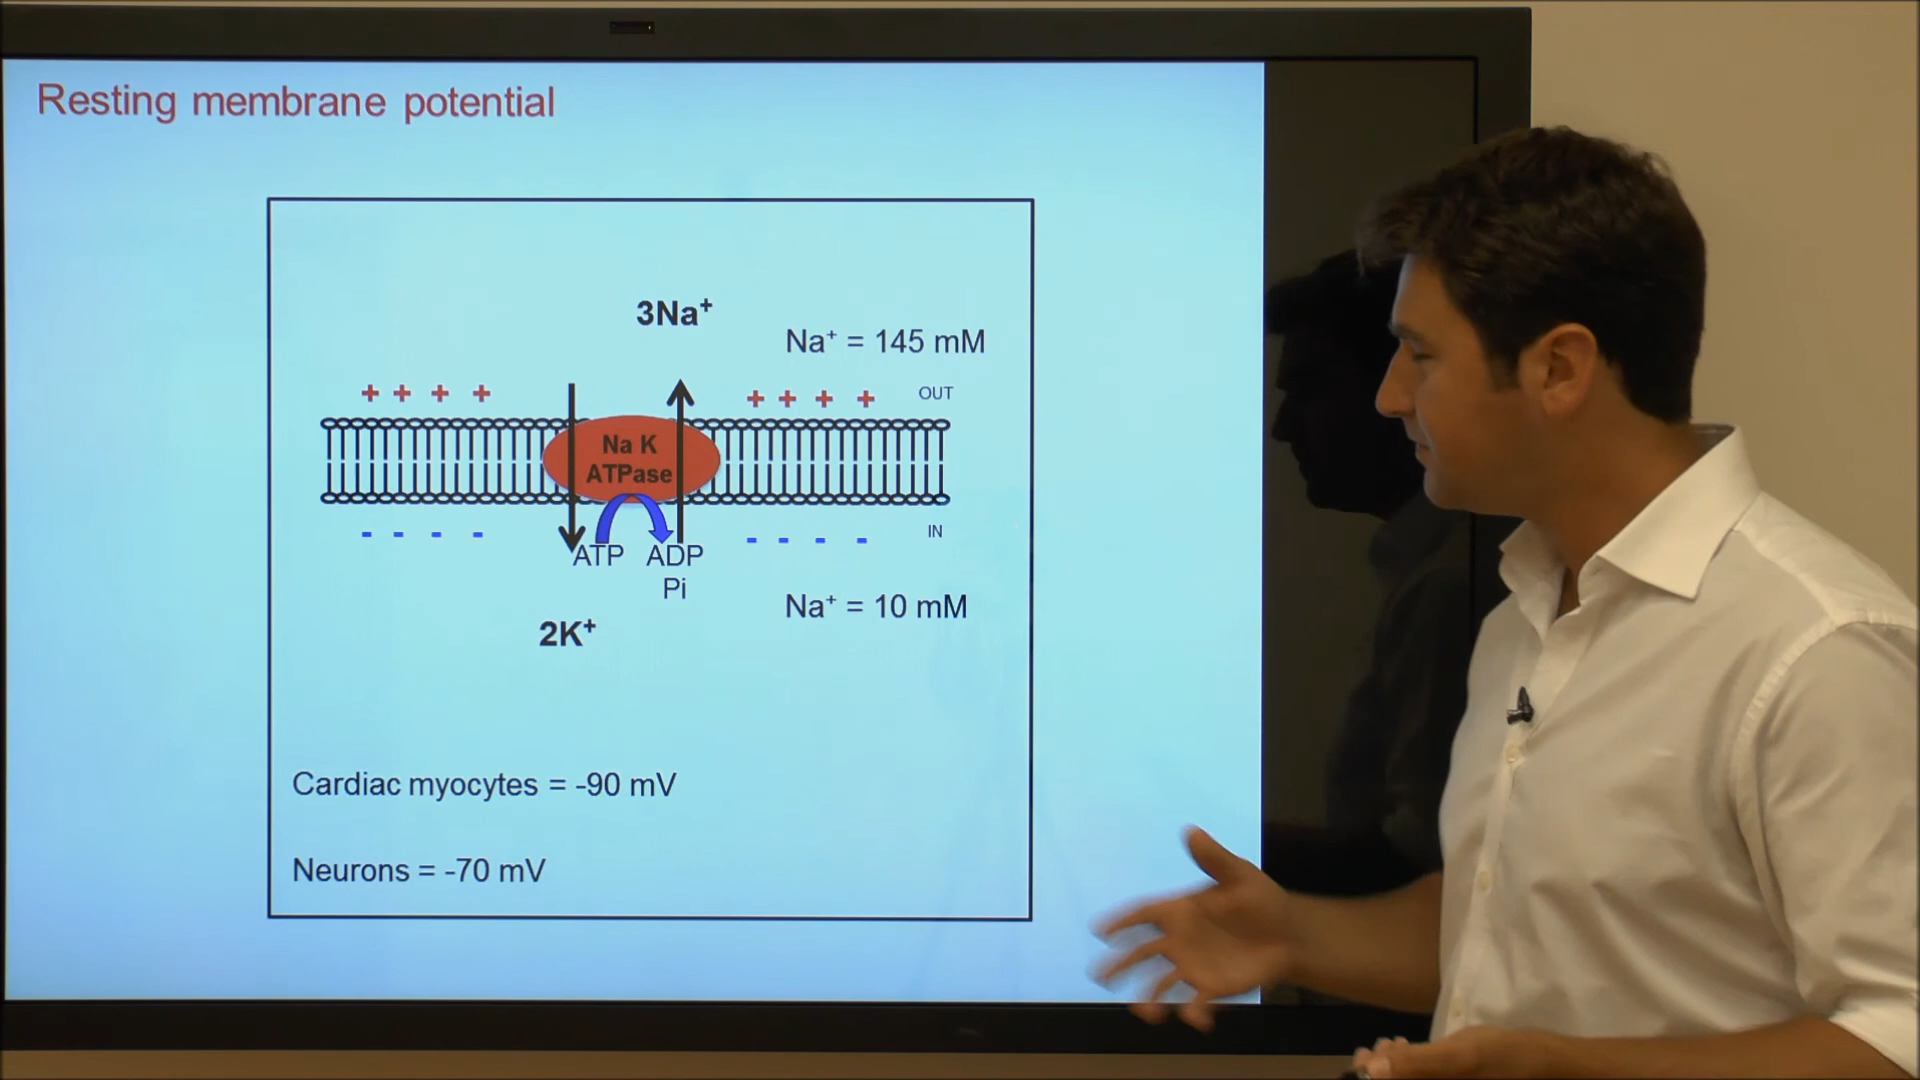 Resting membrane potential
3Na⁺
Na⁺ = 145 mM
+ + + +
+ + + +
OUT
Na K
ATPase
- - - -
- - - -
IN
ATP
ADP
Pi
Na⁺ = 10 mM
2K⁺
Cardiac myocytes = -90 mV
Neurons = -70 mV